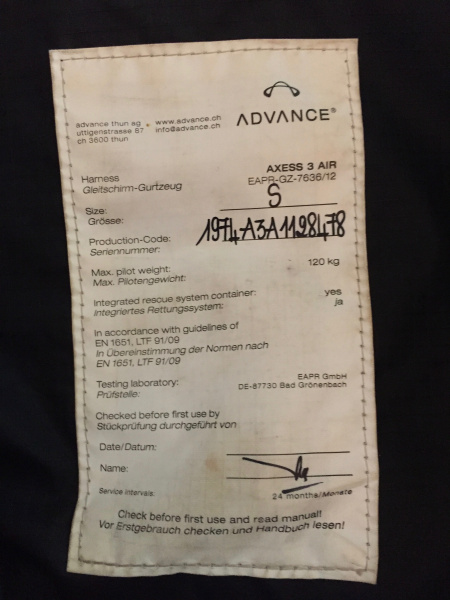 ADVANCE®
advance thun ag • www.advance.ch
uttigenstrasse 87 info@advance.ch
ch 3600 thun
Harness AXESS 3 AIR
Gleitschirm-Gurtzeug EAPR-GZ-7636/12
Size: S
Grösse:
Production-Code: 1974A3A1128478
Seriennummer:
Max. pilot weight: 120 kg
Max. Pilotengewicht:
Integrated rescue system container: yes
Integriertes Rettungssystem: ja
In accordance with guidelines of
EN 1651, LTF 91/09
In Übereinstimmung der Normen nach
EN 1651, LTF 91/09
Testing laboratory: EAPR GmbH
Prüfstelle: DE-87730 Bad Grönenbach
Checked before first use by
Stückprüfung durchgeführt von
Date/Datum:
Name:
Service intervals: 24 months/Monate
Check before first use and read manual!
Vor Erstgebrauch checken und Handbuch lesen!